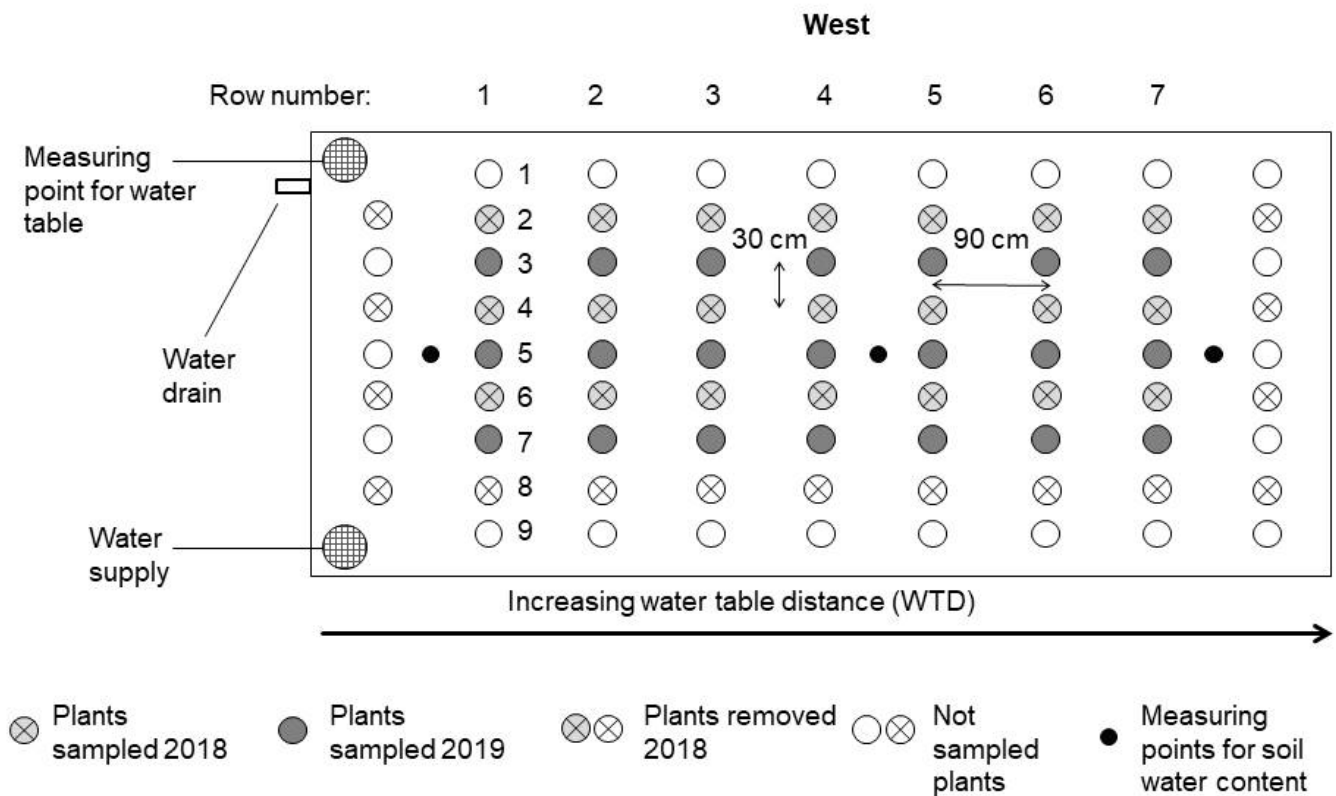 West
Row number: 1 2 3 4 5 6 7
Measuring
point for water
table
1
2
3
30 cm
90 cm
4
Water
drain
5
6
7
8
9
Water
supply
Increasing water table distance (WTD)
Plants
sampled 2018
Plants
sampled 2019
Plants removed
2018
Not
sampled
plants
Measuring
points for soil
water content